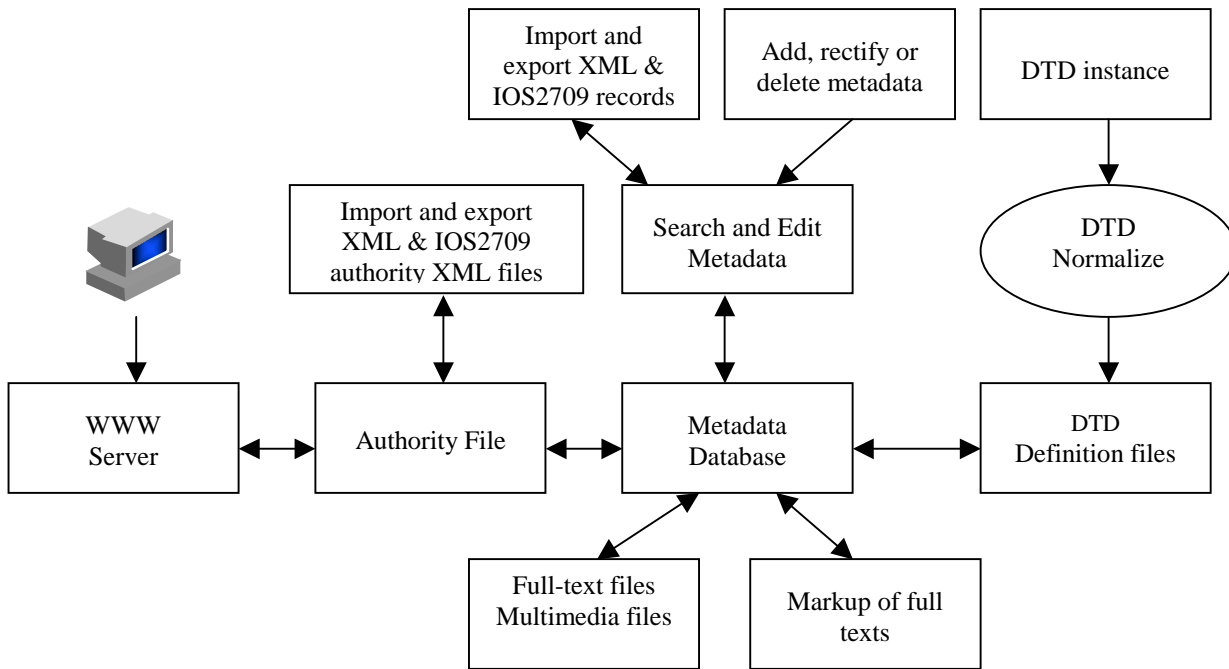 Import and
export XML &
IOS2709 records
Add, rectify or
delete metadata
DTD instance
Import and export
XML & IOS2709
authority XML files
Search and Edit
Metadata
DTD
Normalize
WWW
Server
Authority File
Metadata
Database
DTD
Definition files
Full-text files
Multimedia files
Markup of full
texts